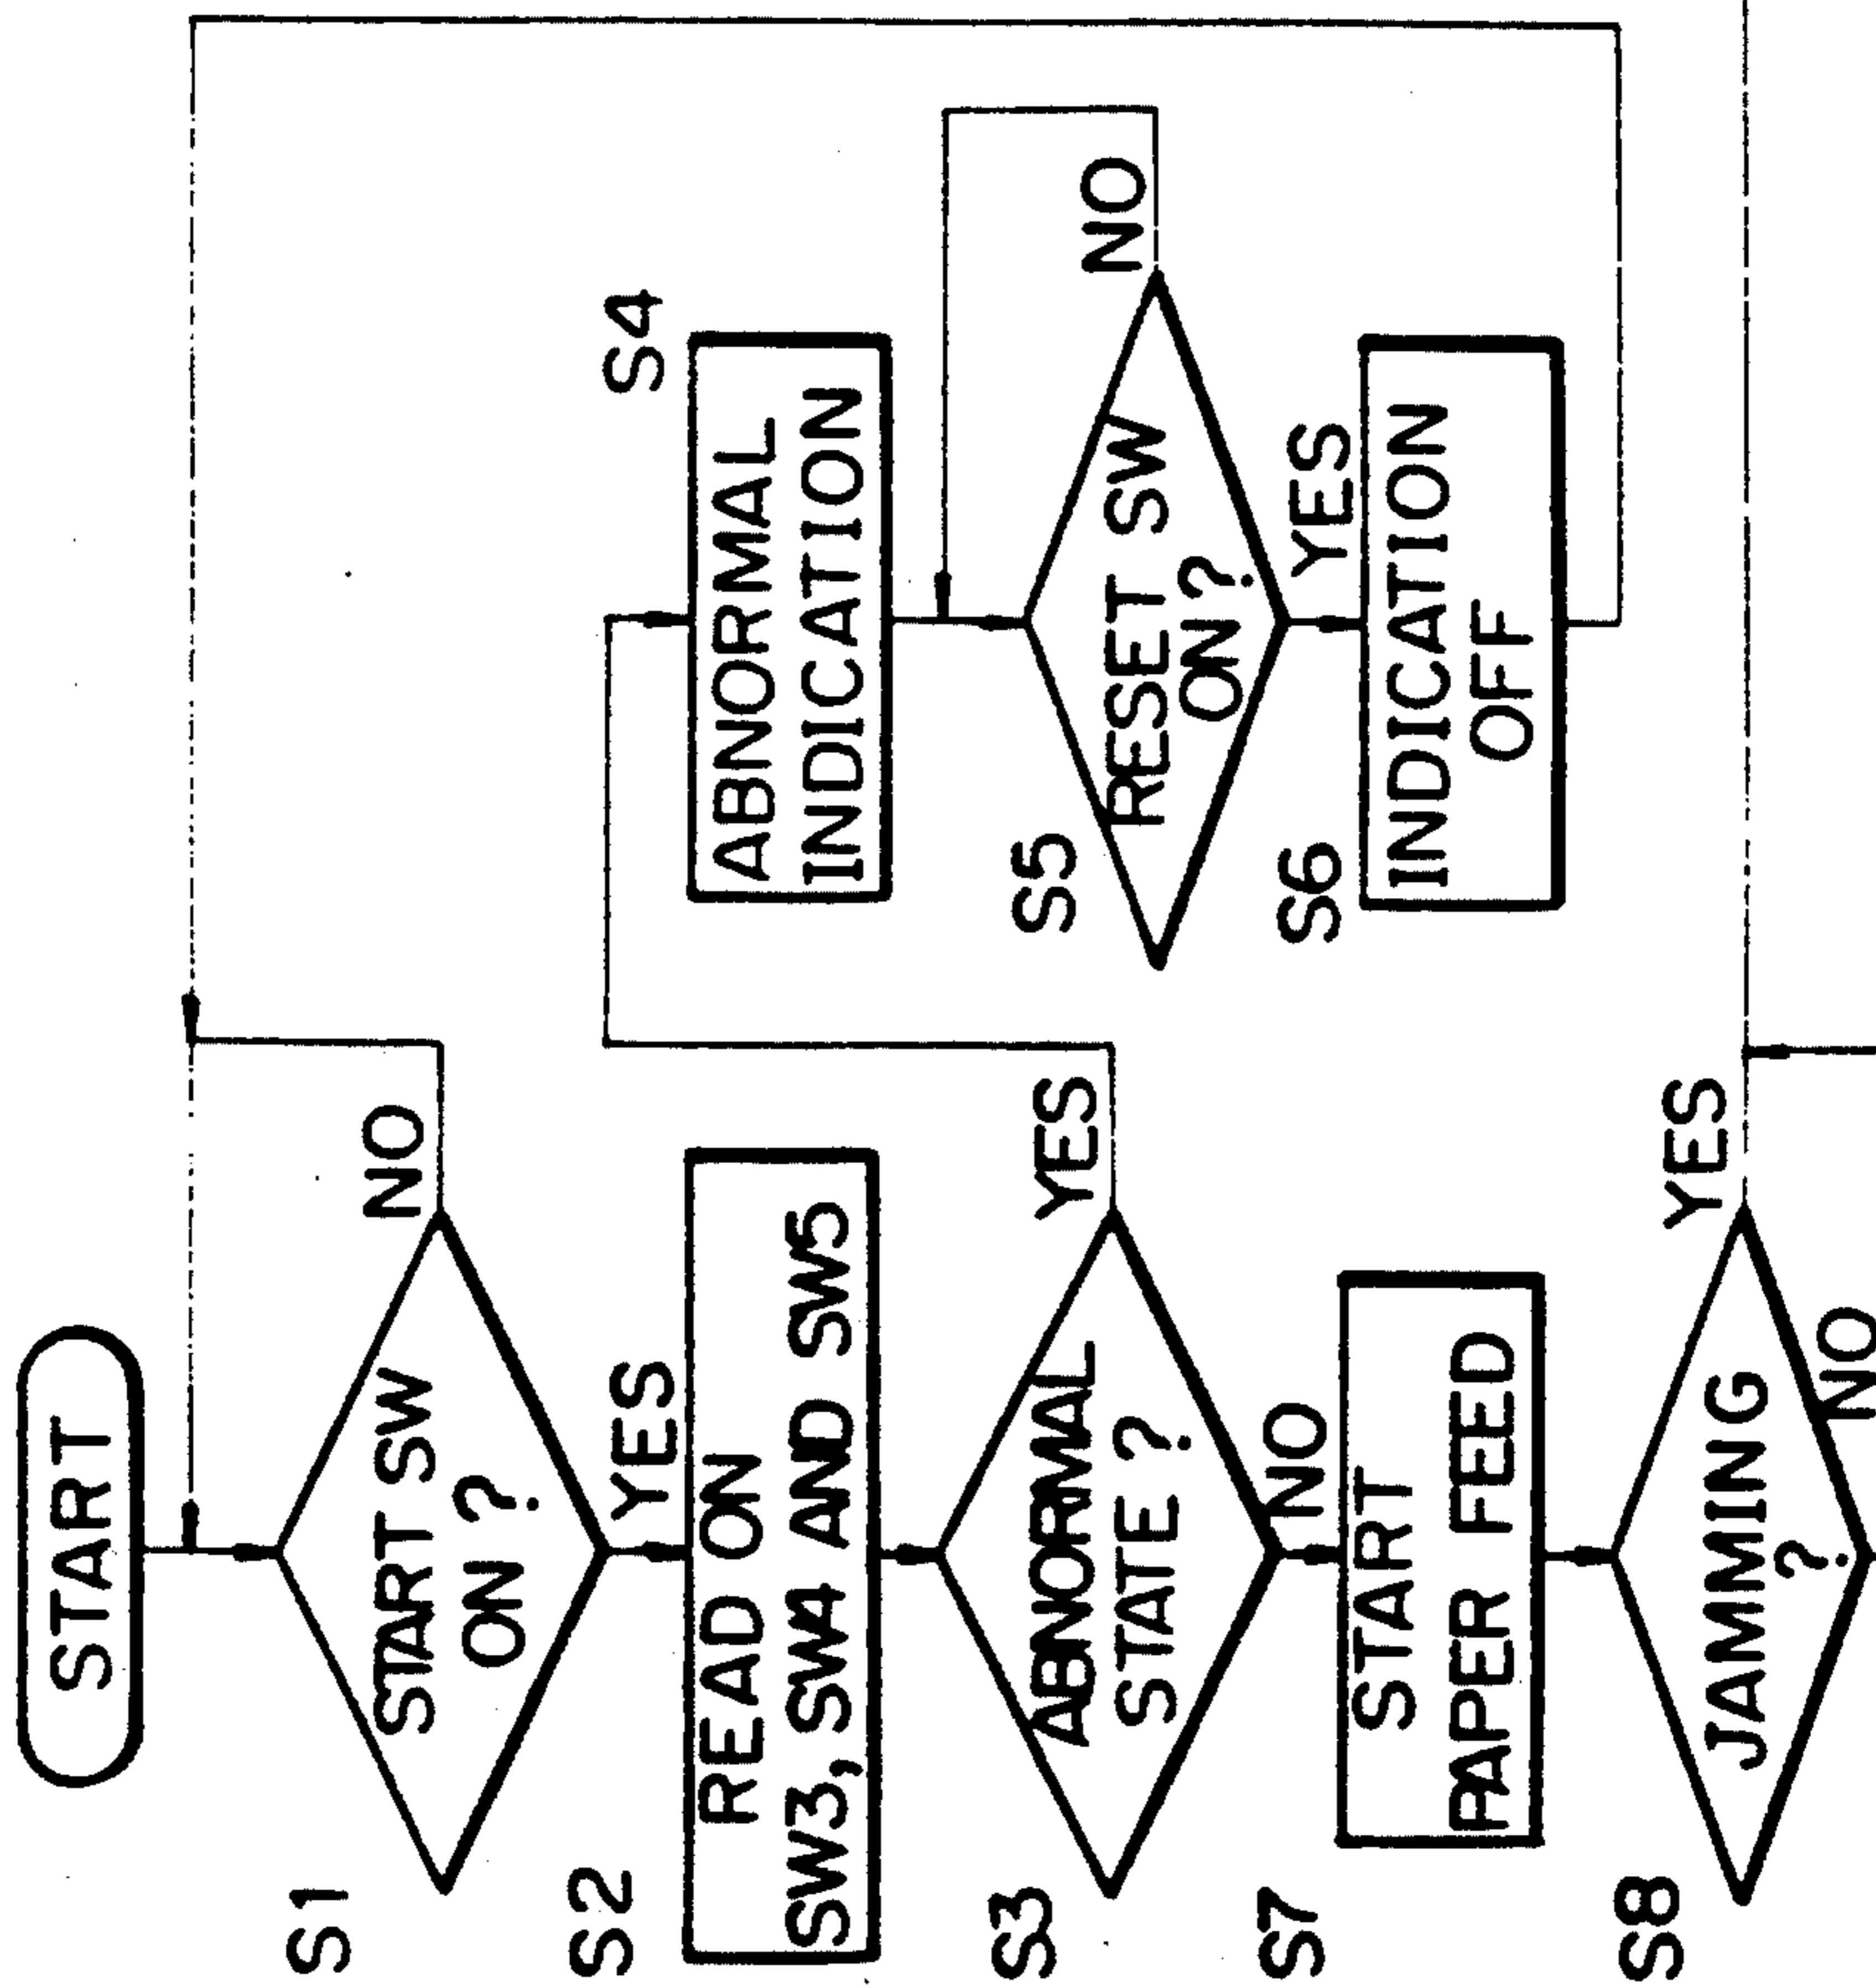 START
S1
START SW
ON ?
NO
YES
S2
READ ON
SW3, SW4 AND SW5
S3
ABNORMAL
STATE ?
YES
NO
S4
ABNORMAL
INDICATION
S5
RESET SW
ON ?
NO
YES
S6
INDICATION
OFF
S7
START
PAPER FEED
S8
JAMMING
?
YES
NO